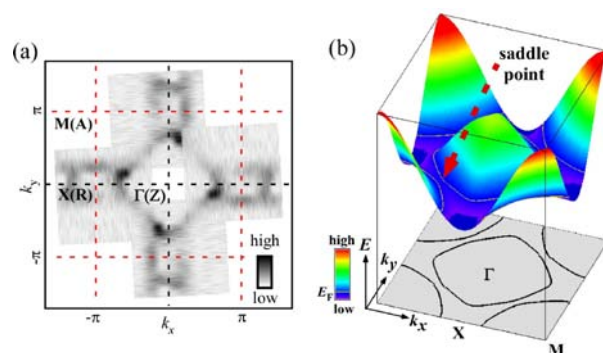 (a)
π
M(A)
k_y
X(R)
Γ(Z)
-π
high
low
-π
k_x
π
(b)
saddle
point
high
E_F
low
E
k_y
k_x
Γ
X
M